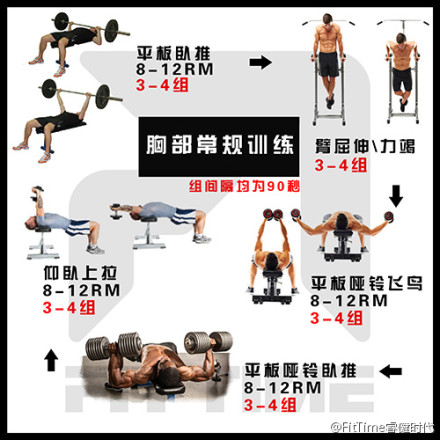 平板卧推
8-12RM
3-4组
臂屈伸\力竭
3-4组
胸部常规训练
组间隔均为90秒
仰卧上拉
8-12RM
3-4组
平板哑铃飞鸟
8-12RM
3-4组
平板哑铃卧推
8-12RM
3-4组
FITTIME
@FitTime睿健时代